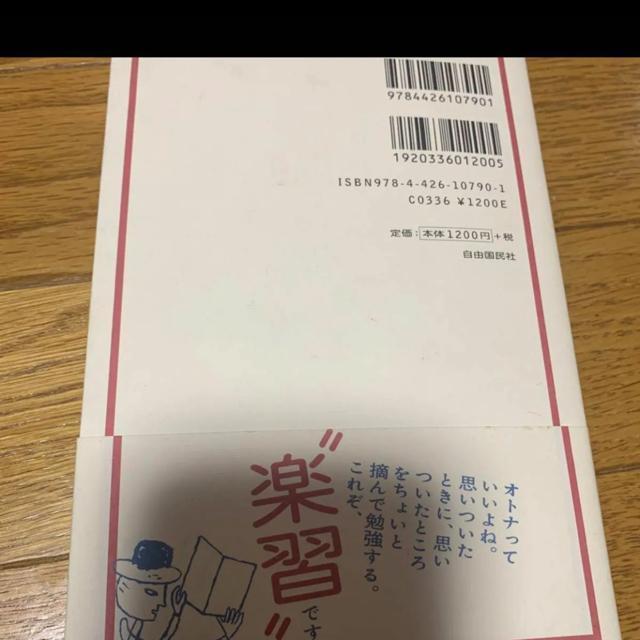 9784426107901
1920336012005
ISBN978-4-426-10790-1
C0336 ¥1200E
定価：本体1200円+税
自由国民社
オトナって
いいよね。
思いついた
ときに、思い
ついたところ
をちょいと
摘んで勉強する。
これぞ、
"楽習"です